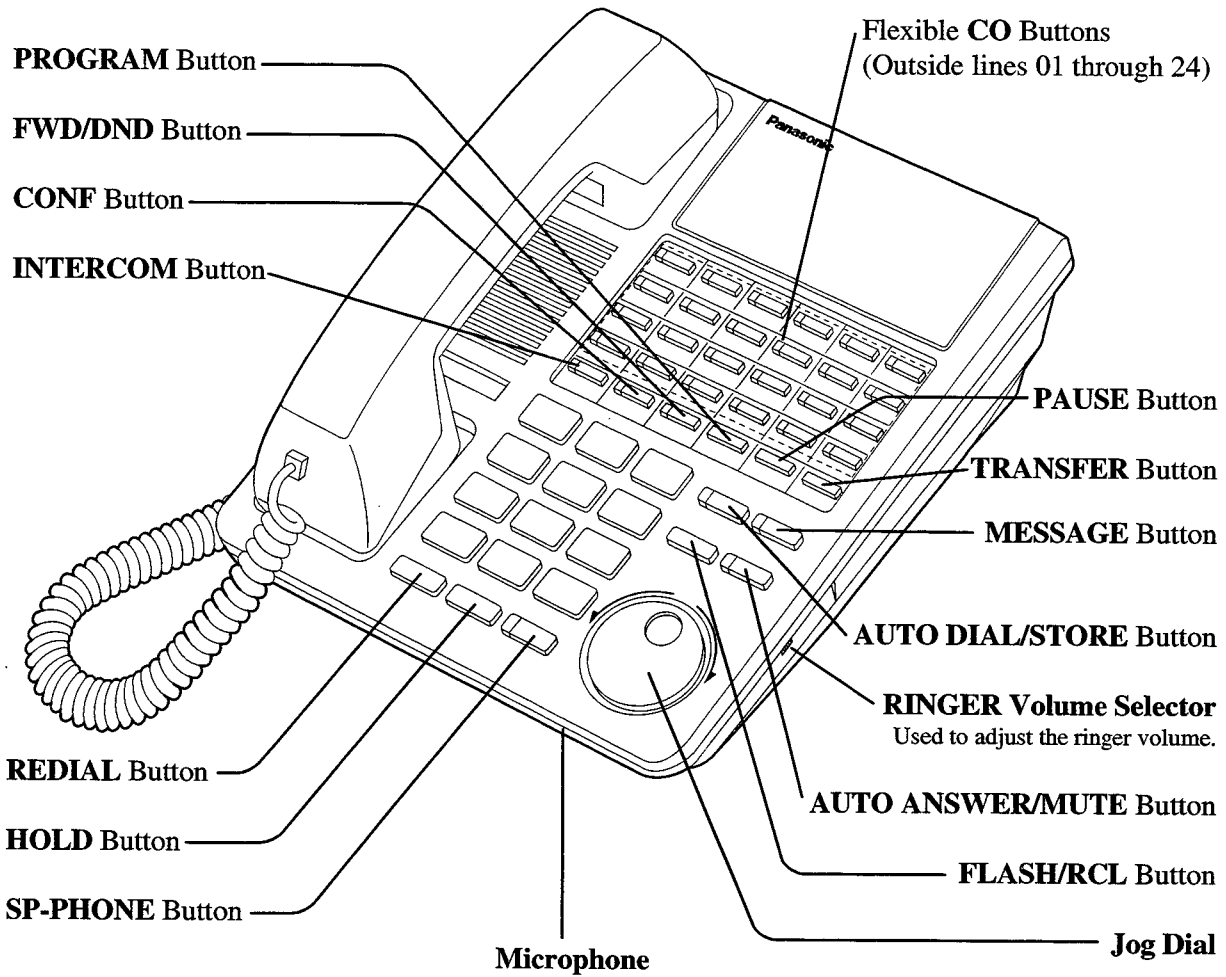 Flexible CO Buttons
(Outside lines 01 through 24)
PROGRAM Button
FWD/DND Button
CONF Button
INTERCOM Button
Panasonic
PAUSE Button
TRANSFER Button
MESSAGE Button
AUTO DIAL/STORE Button
RINGER Volume Selector
Used to adjust the ringer volume.
AUTO ANSWER/MUTE Button
FLASH/RCL Button
Jog Dial
REDIAL Button
HOLD Button
SP-PHONE Button
Microphone